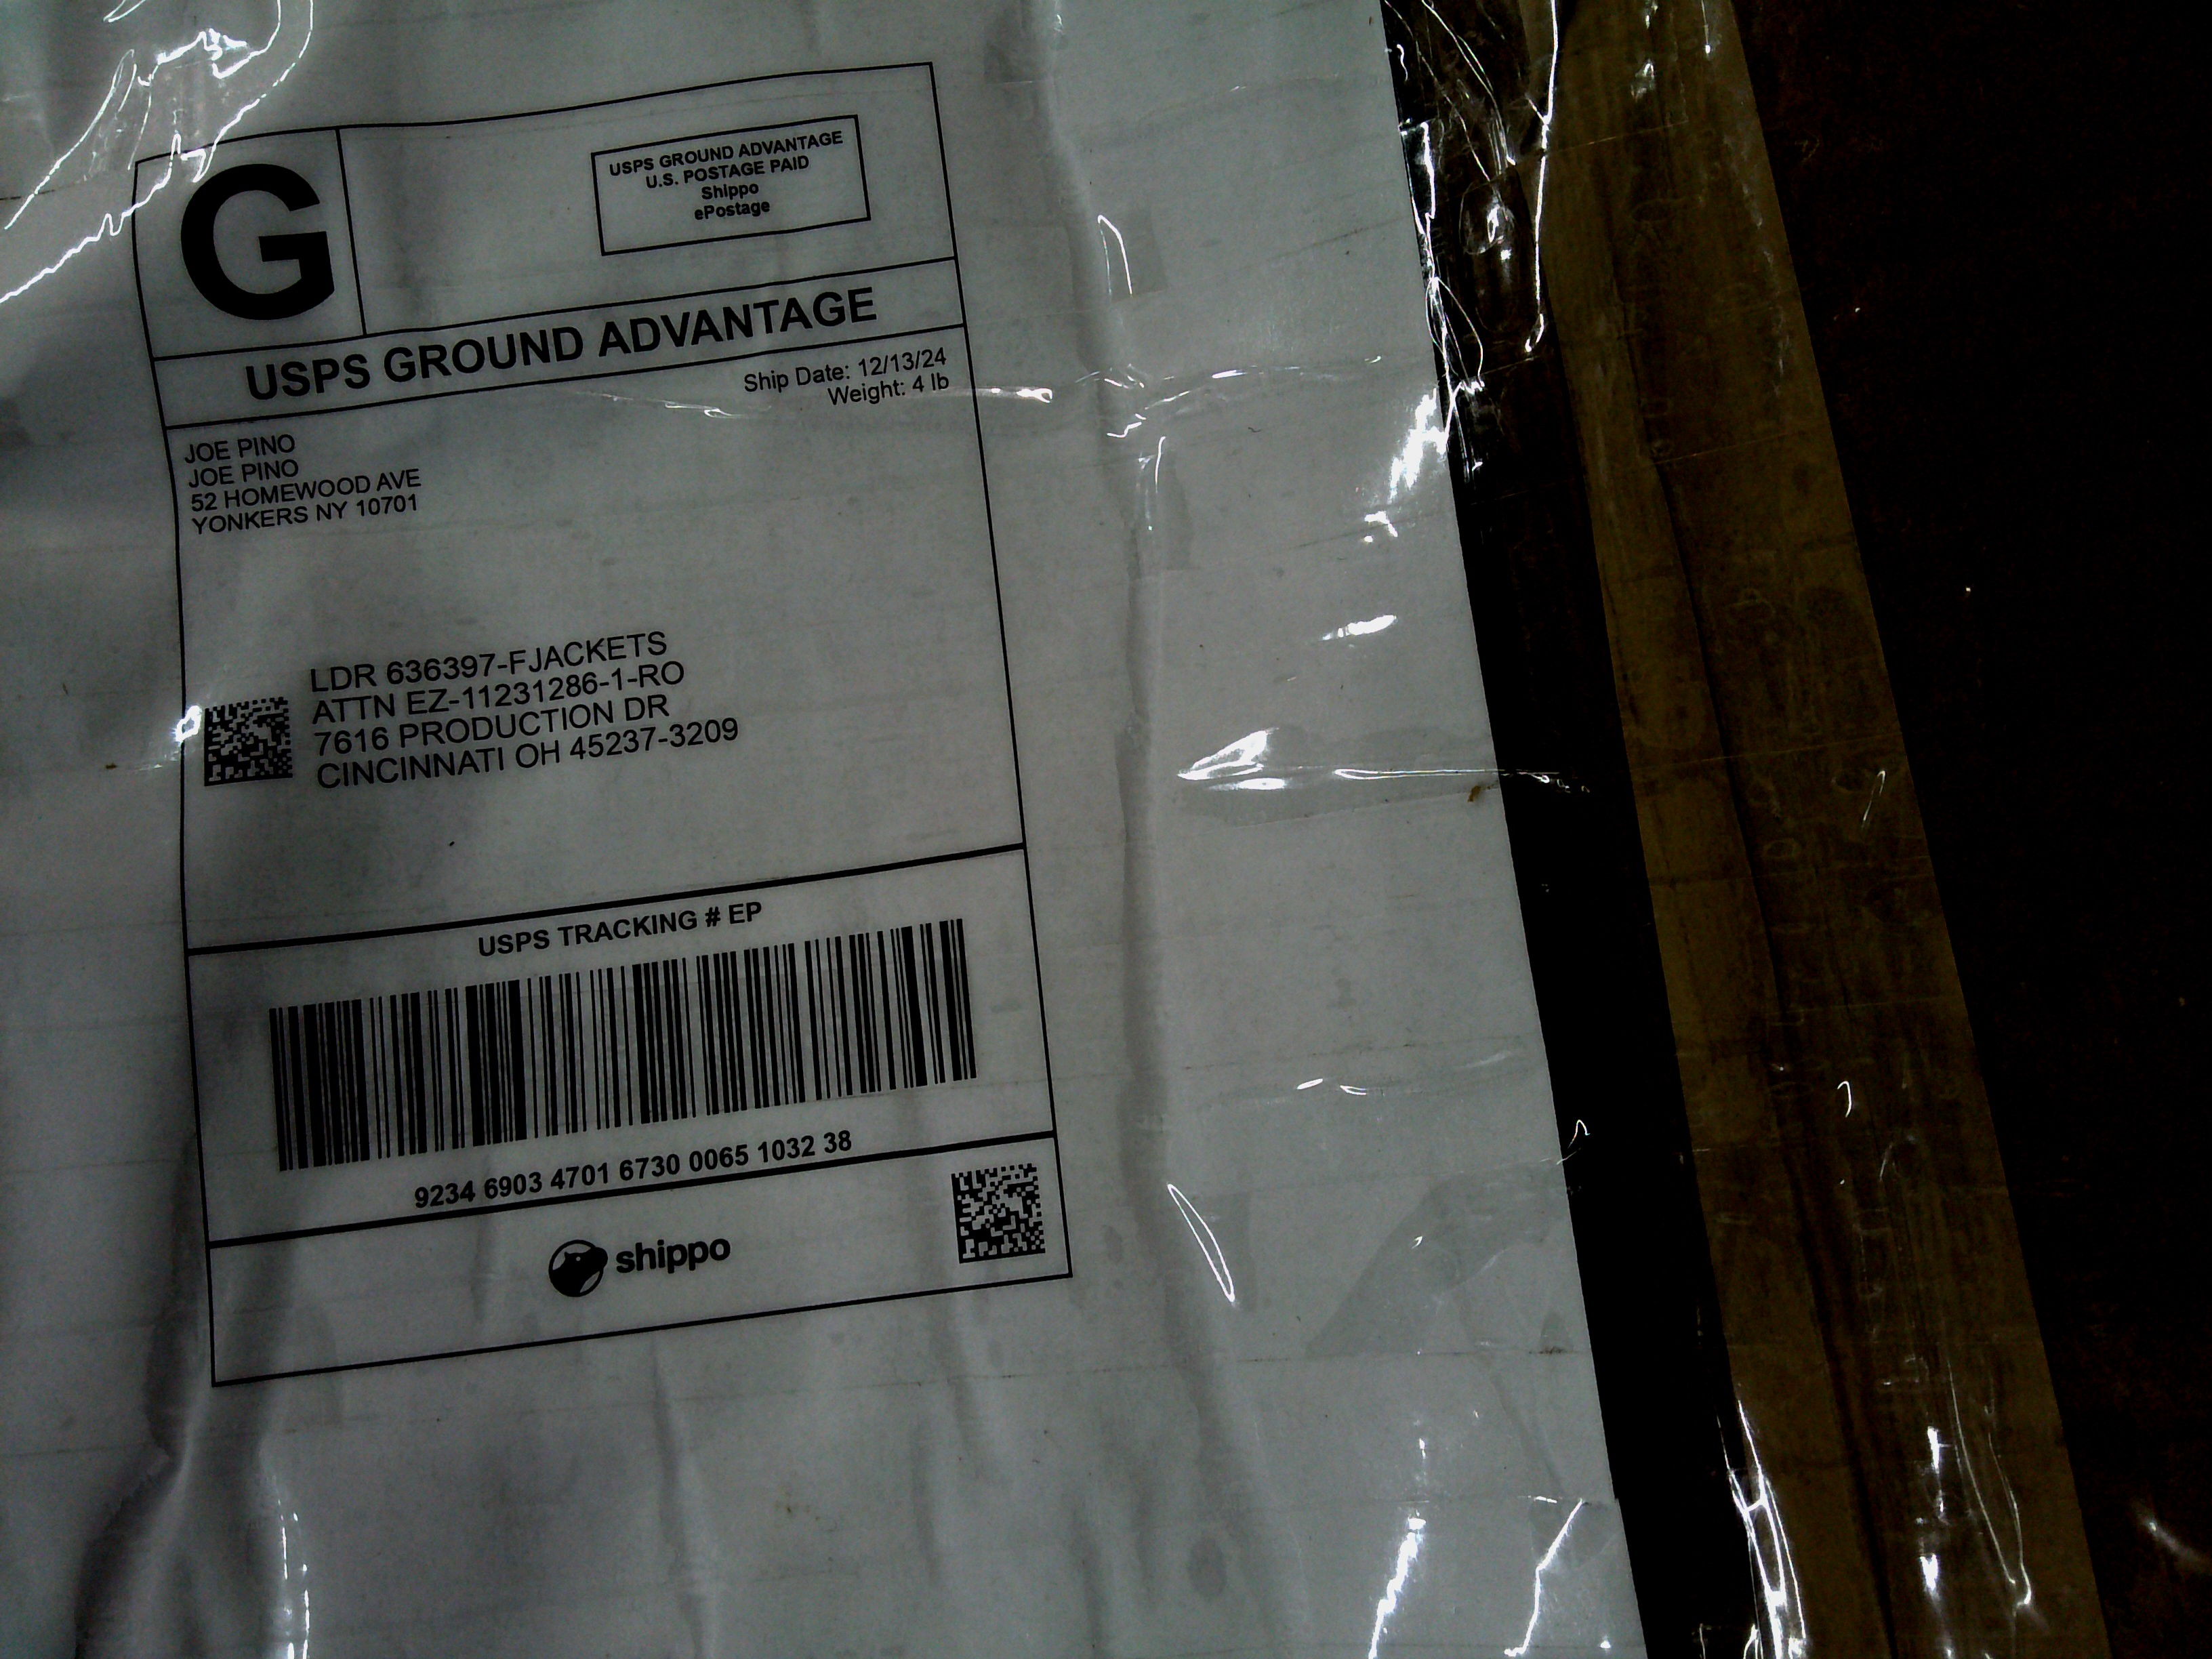 G
USPS GROUND ADVANTAGE
U.S. POSTAGE PAID
Shippo
ePostage
USPS GROUND ADVANTAGE
Ship Date: 12/13/24
Weight: 4 lb
JOE PINO
JOE PINO
52 HOMEWOOD AVE
YONKERS NY 10701
LDR 636397-FJACKETS
ATTN EZ-11231286-1-RO
7616 PRODUCTION DR
CINCINNATI OH 45237-3209
USPS TRACKING # EP
9234 6903 4701 6730 0065 1032 38
shippo